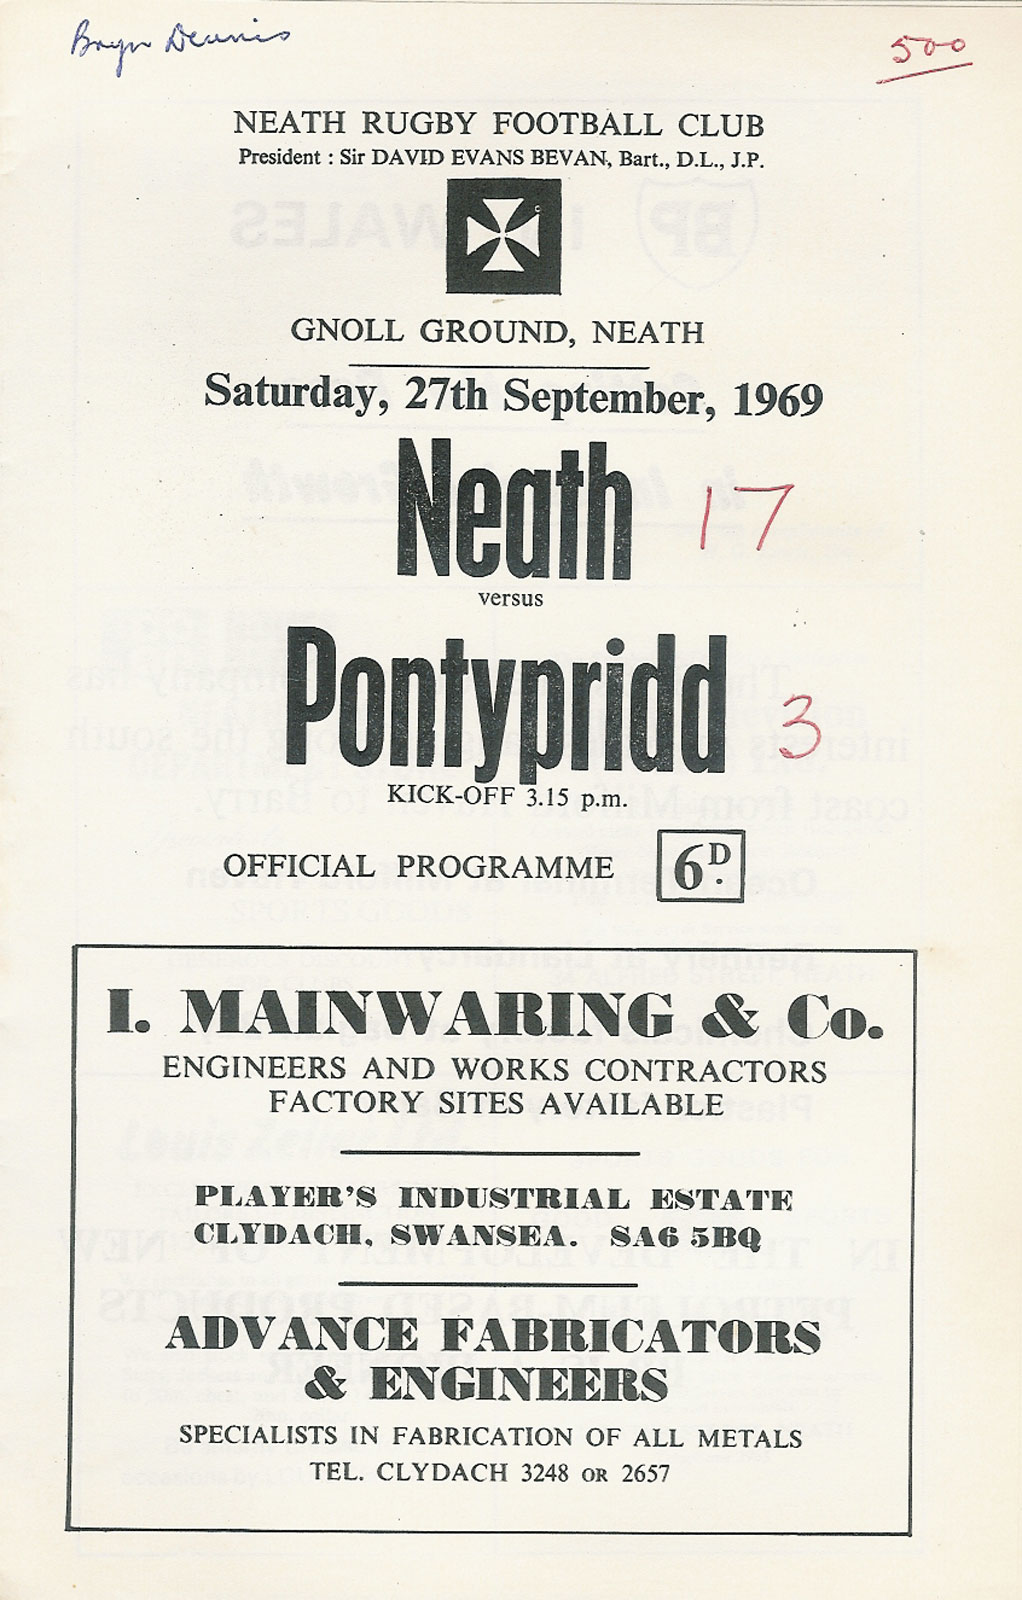 Bryn Dennis
500
NEATH RUGBY FOOTBALL CLUB
President : Sir DAVID EVANS BEVAN, Bart., D.L., J.P.
GNOLL GROUND, NEATH
Saturday, 27th September, 1969
Neath 17
versus
Pontypridd 3
KICK-OFF 3.15 p.m.
OFFICIAL PROGRAMME 6D.
I. MAINWARING & Co.
ENGINEERS AND WORKS CONTRACTORS
FACTORY SITES AVAILABLE
PLAYER'S INDUSTRIAL ESTATE
CLYDACH, SWANSEA. SA6 5BQ
ADVANCE FABRICATORS
& ENGINEERS
SPECIALISTS IN FABRICATION OF ALL METALS
TEL. CLYDACH 3248 OR 2657